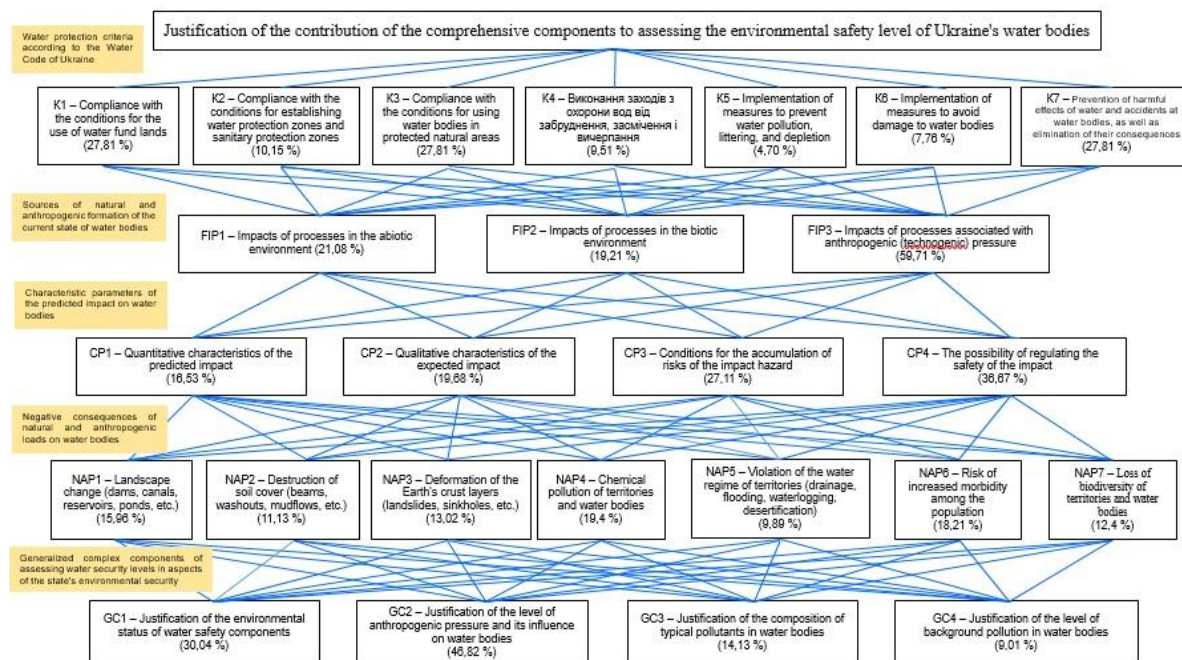 Water protection criteria
according to the Water
Code of Ukraine
Justification of the contribution of the comprehensive components to assessing the environmental safety level of Ukraine's water bodies
K1 – Compliance with
the conditions for the
use of water fund lands
(27,81 %)
K2 – Compliance with the
conditions for establishing
water protection zones and
sanitary protection zones
(10,15 %)
K3 – Compliance with
the conditions for using
water bodies in
protected natural areas
(27,81 %)
K4 – Виконання заходів з
охорони вод від
забруднення, засмічення і
вичерпання
(9,51 %)
K5 – Implementation of
measures to prevent
water pollution,
littering, and depletion
(4,70 %)
K6 – Implementation of
measures to avoid
damage to water bodies
(7,76 %)
K7 – Prevention of harmful
effects of water and accidents at
water bodies, as well as
elimination of their consequences
(27,81 %)
Sources of natural and
anthropogenic formation of the
current state of water bodies
FIP1 – Impacts of processes in the abiotic
environment (21,08 %)
FIP2 – Impacts of processes in the biotic
environment
(19,21 %)
FIP3 – Impacts of processes associated with
anthropogenic (technogenic) pressure
(59,71 %)
Characteristic parameters of
the predicted impact on water
bodies
CP1 – Quantitative characteristics of the
predicted impact
(16,53 %)
CP2 – Qualitative characteristics of the
expected impact
(19,68 %)
CP3 – Conditions for the accumulation of
risks of the impact hazard
(27,11 %)
CP4 – The possibility of regulating the
safety of the impact
(36,67 %)
Negative consequences of
natural and anthropogenic
loads on water bodies
NAP1 – Landscape
change (dams, canals,
reservoirs, ponds, etc.)
(15,96 %)
NAP2 – Destruction of
soil cover (beams,
washouts, mudflows, etc.)
(11,13 %)
NAP3 – Deformation of the
Earth's crust layers
(landslides, sinkholes, etc.)
(13,02 %)
NAP4 – Chemical
pollution of territories
and water bodies
(19,4 %)
NAP5 – Violation of the water
regime of territories (drainage,
flooding, waterlogging,
desertification)
(9,89 %)
NAP6 – Risk of
increased morbidity
among the
population
(18,21 %)
NAP7 – Loss of
biodiversity of
territories and water
bodies
(12,4 %)
Generalized complex components of
assessing water security levels in aspects
of the state's environmental security
GC1 – Justification of the environmental
status of water safety components
(30,04 %)
GC2 – Justification of the level of
anthropogenic pressure and its influence
on water bodies
(46,82 %)
GC3 – Justification of the composition of
typical pollutants in water bodies
(14,13 %)
GC4 – Justification of the level of
background pollution in water bodies
(9,01 %)